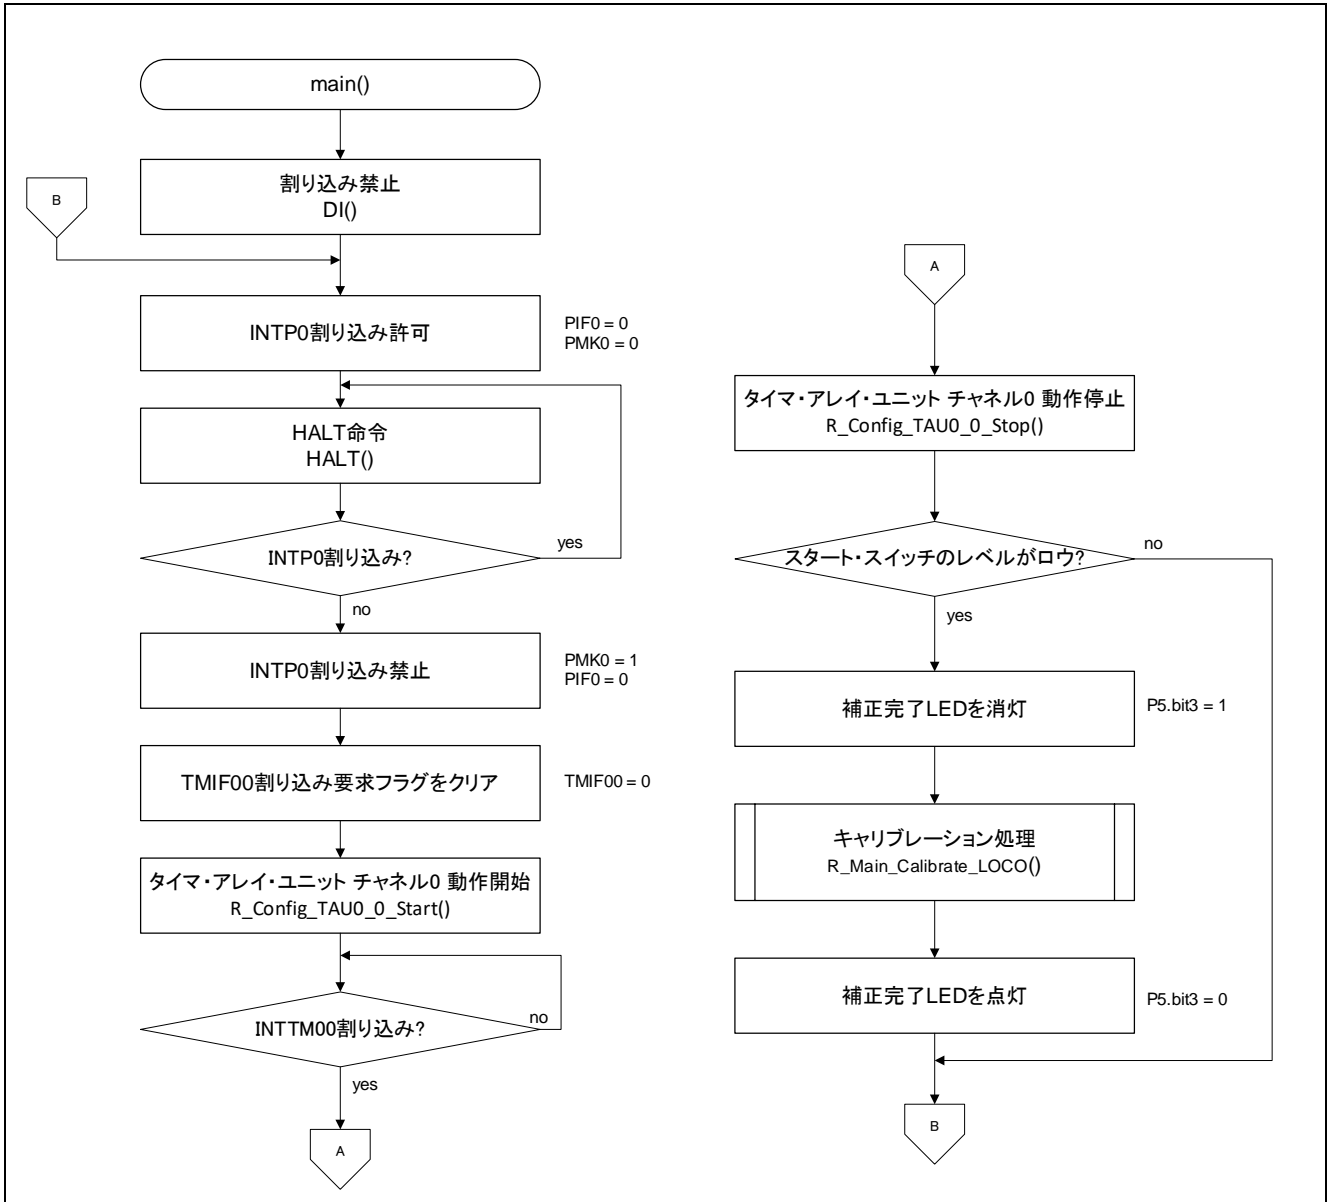 main()
割り込み禁止
DI()
B
INTP0割り込み許可
PIF0 = 0
PMK0 = 0
HALT命令
HALT()
INTP0割り込み?
yes
no
INTP0割り込み禁止
PMK0 = 1
PIF0 = 0
TMIF00割り込み要求フラグをクリア
TMIF00 = 0
タイマ・アレイ・ユニット チャネル0 動作開始
R_Config_TAU0_0_Start()
INTTM00割り込み?
no
yes
A
A
タイマ・アレイ・ユニット チャネル0 動作停止
R_Config_TAU0_0_Stop()
スタート・スイッチのレベルがロウ?
no
yes
補正完了LEDを消灯
P5.bit3 = 1
キャリブレーション処理
R_Main_Calibrate_LOCO()
補正完了LEDを点灯
P5.bit3 = 0
B